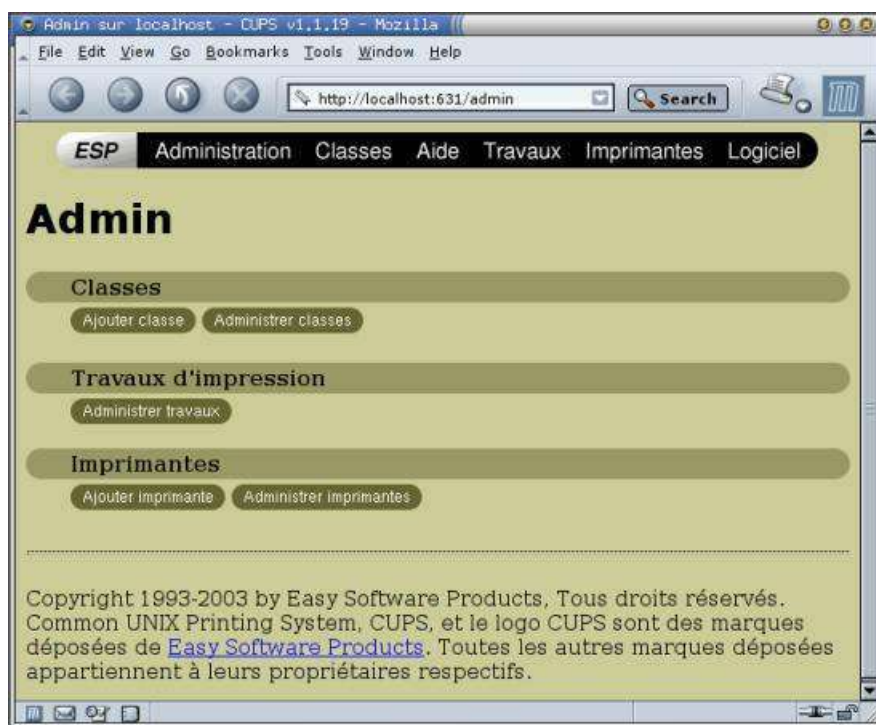 Admin sur localhost - CUPS v1.1.19 - Mozilla
File Edit View Go Bookmarks Tools Window Help
http://localhost:631/admin Search
ESP Administration Classes Aide Travaux Imprimantes Logiciel
Admin
Classes
Ajouter classe Administrer classes
Travaux d'impression
Administrer travaux
Imprimantes
Ajouter imprimante Administrer imprimantes
Copyright 1993-2003 by Easy Software Products, Tous droits réservés.
Common UNIX Printing System, CUPS, et le logo CUPS sont des marques
déposées de Easy Software Products. Toutes les autres marques déposées
appartiennent à leurs propriétaires respectifs.